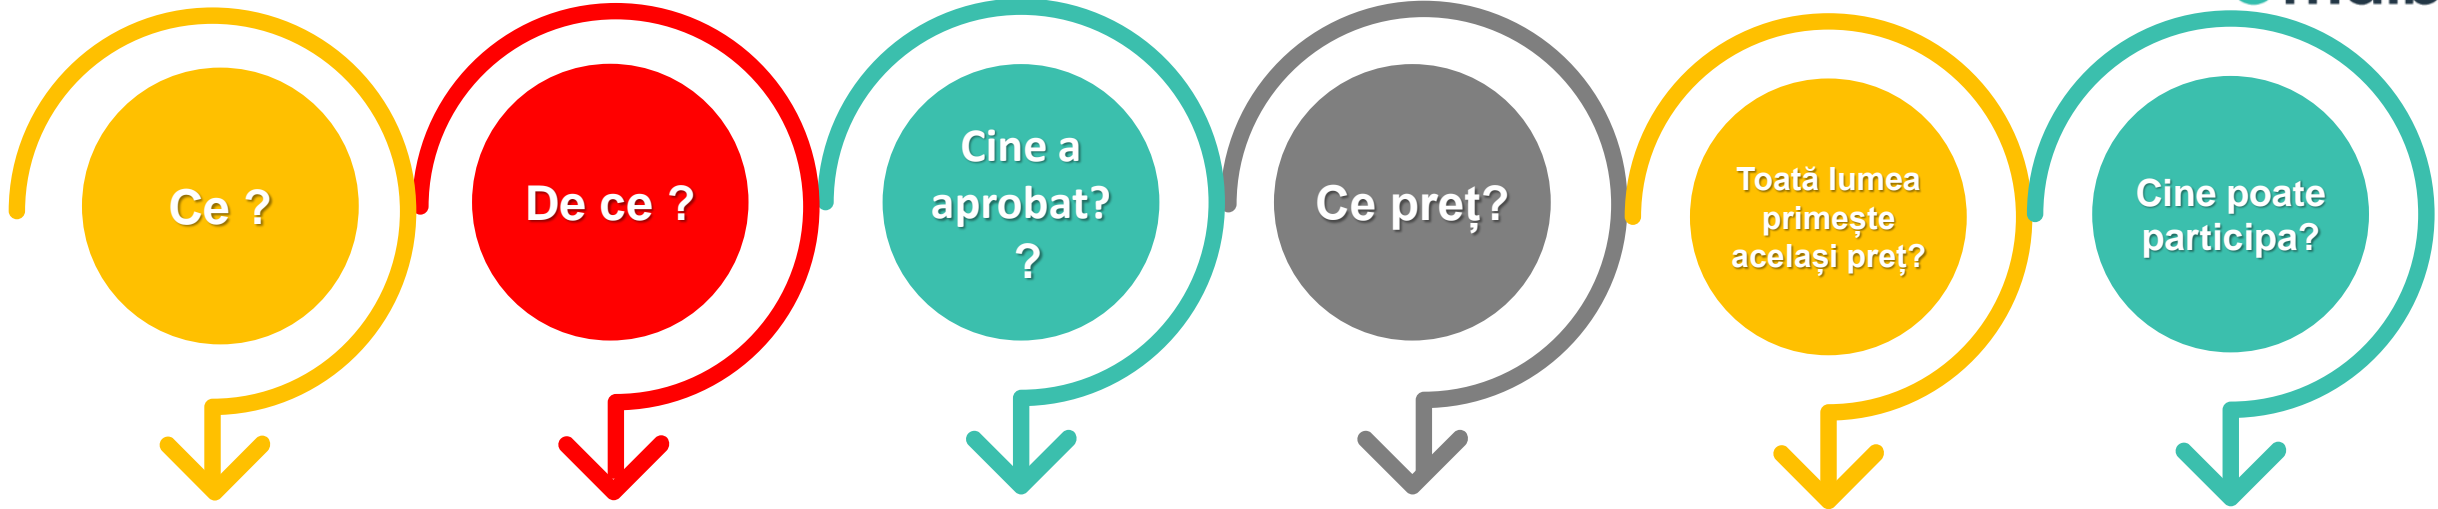 Ce ?
De ce ?
Cine a
aprobat?
?
Ce preț?
Toată lumea
primește
același preț?
Cine poate
participa?